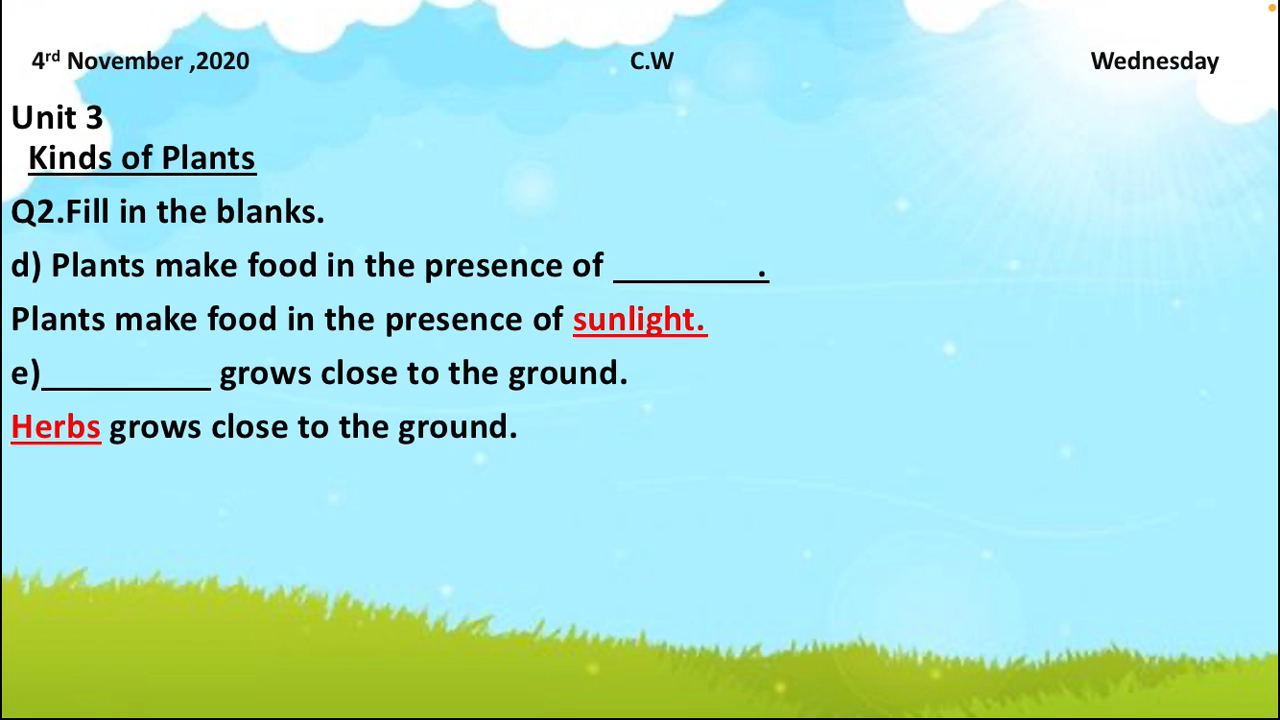 4rd November ,2020 C.W Wednesday
Unit 3
Kinds of Plants
Q2.Fill in the blanks.
d) Plants make food in the presence of ________.
Plants make food in the presence of sunlight.
e)__________ grows close to the ground.
Herbs grows close to the ground.